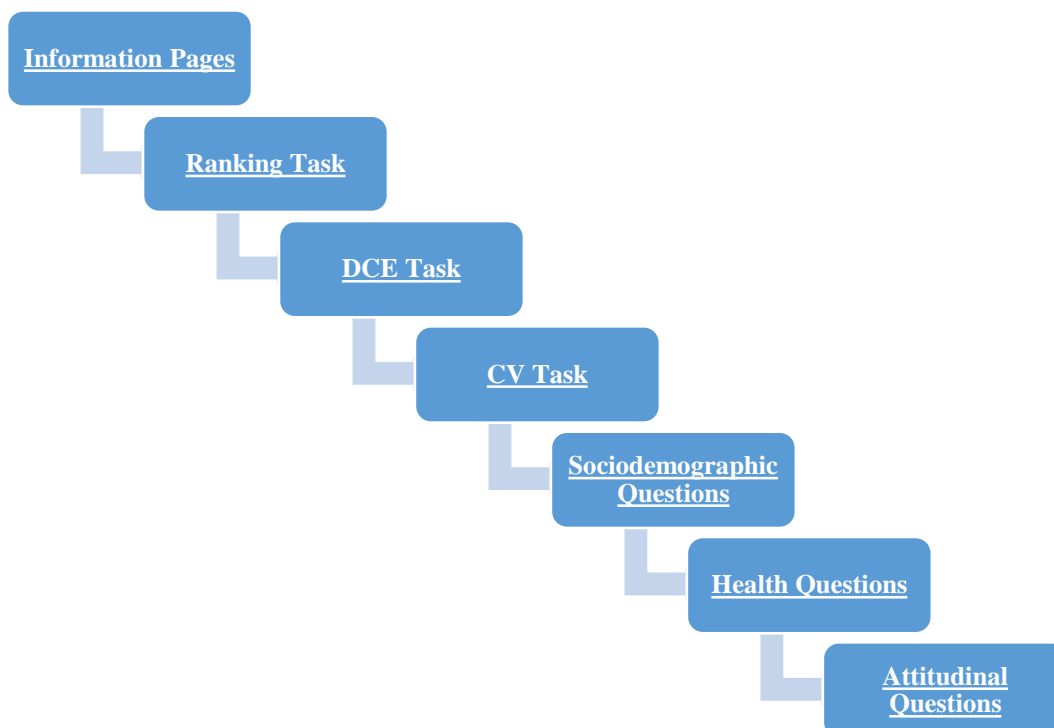 Information Pages
Ranking Task
DCE Task
CV Task
Sociodemographic
Questions
Health Questions
Attitudinal
Questions